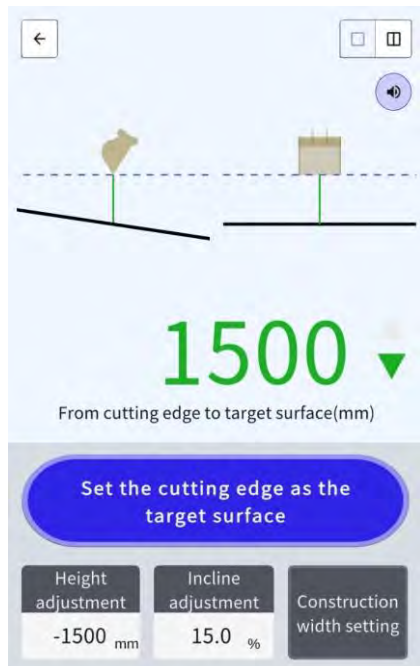 1500
From cutting edge to target surface(mm)
Set the cutting edge as the
target surface
Height
adjustment
-1500 mm
Incline
adjustment
15.0 %
Construction
width setting